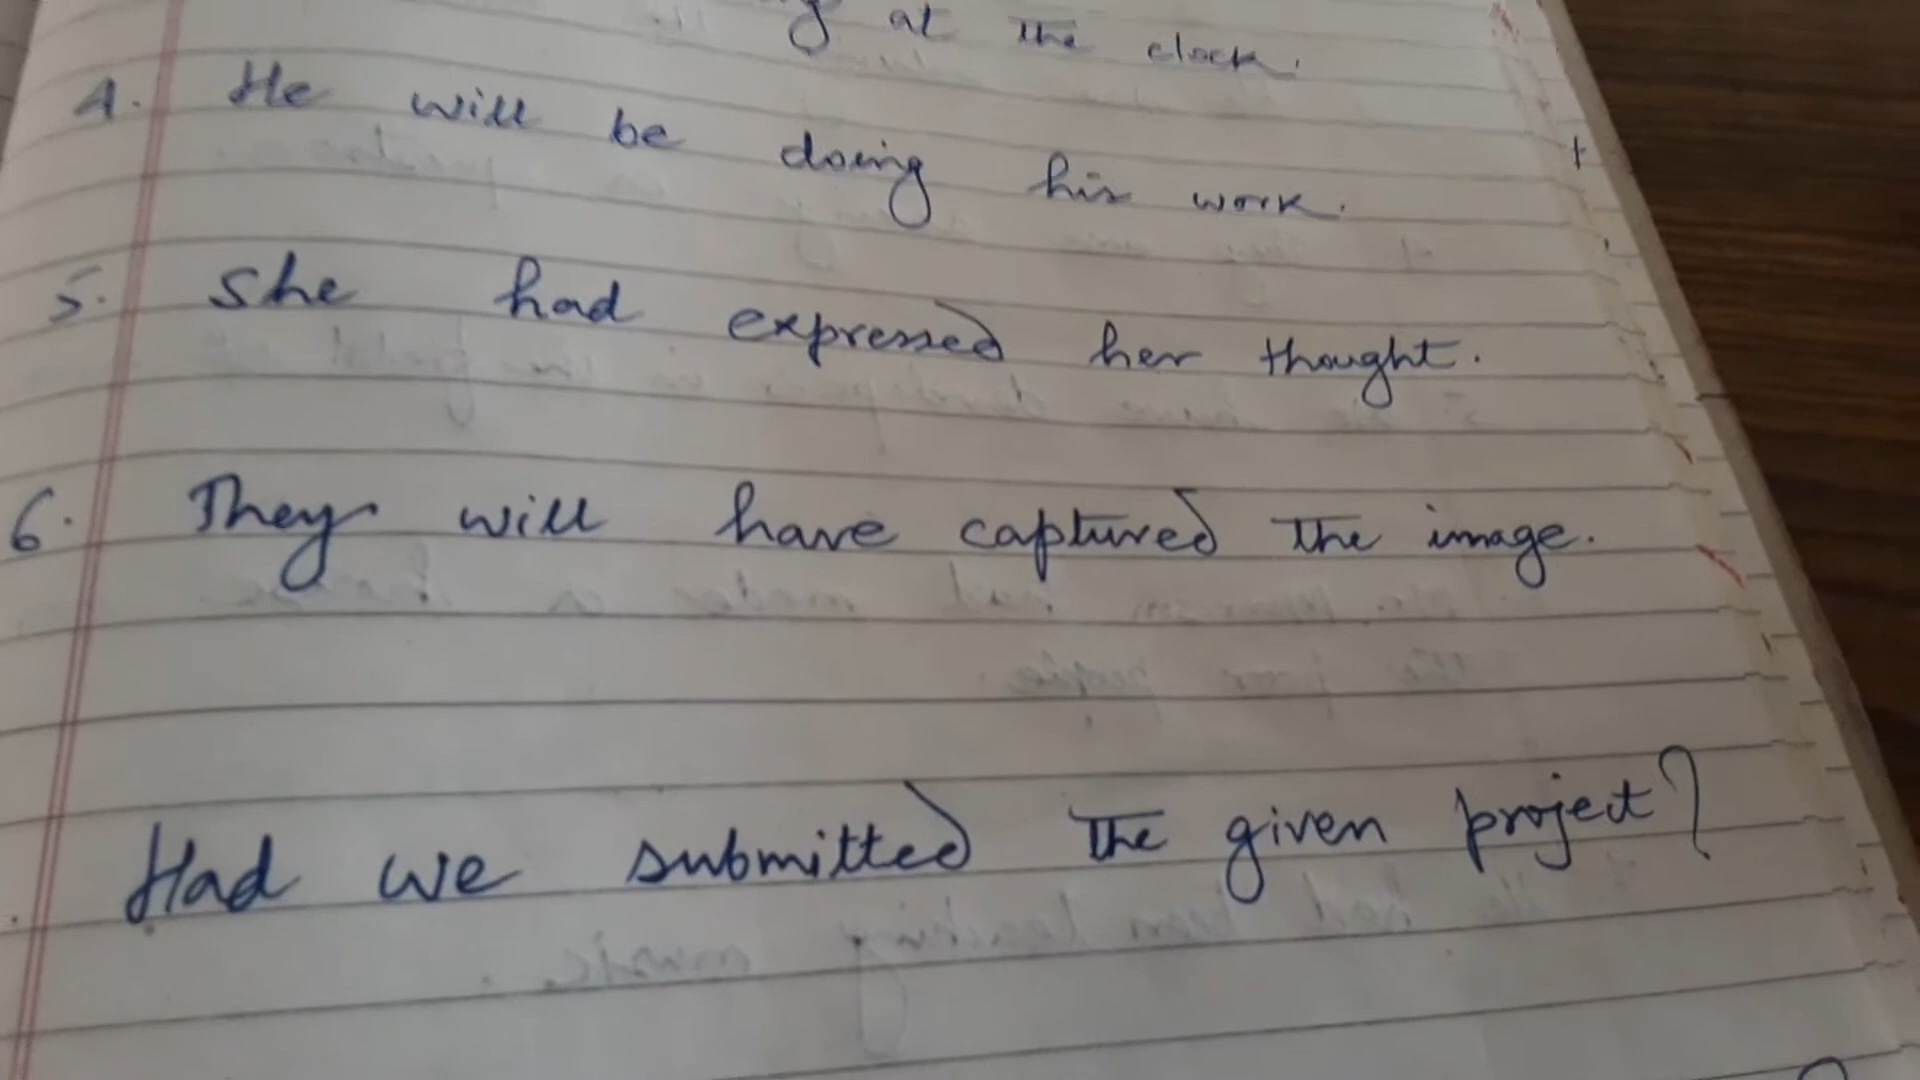 at the clock.
4. He will be doing his work.
5. She had expressed her thought.
6. They will have captured the image.
Had we submitted the given project?